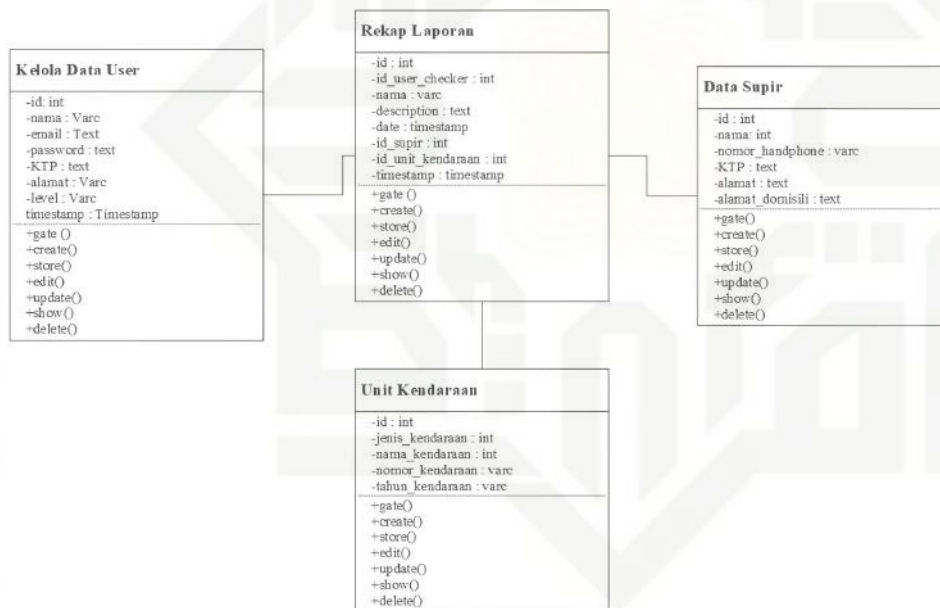 Kelola Data User
-id: int
-nama : Varc
-email : Text
-password : text
-KTP : text
-alamat : Varc
-level : Varc
timestamp : Timestamp
+gate ()
+create()
+store()
+edit()
+update()
+show()
+delete()
Rekap Laporan
-id : int
-id_user_checker : int
-nama : varc
-description : text
-date : timestamp
-id_supir : int
-id_unit_kendaraan : int
-timestamp : timestamp
+gate ()
+create()
+store()
+edit()
+update()
+show()
+delete()
Data Supir
-id : int
-nama: int
-nomor_handphone : varc
-KTP : text
-alamat : text
-alamat_domisili : text
+gate()
+create()
+store()
+edit()
+update()
+show()
+delete()
Unit Kendaraan
-id : int
-jenis_kendaraan : int
-nama_kendaraan : int
-nomor_kendaraan : varc
-tahun_kendaraan : varc
+gate()
+create()
+store()
+edit()
+update()
+show()
+delete()